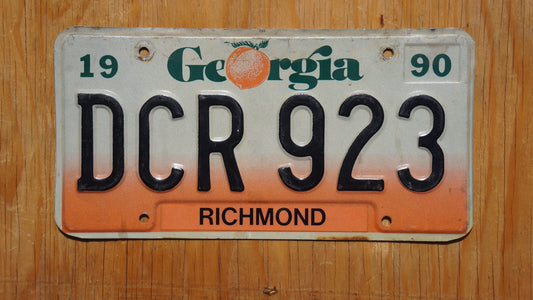 19 Georgia 90
DCR 923
RICHMOND